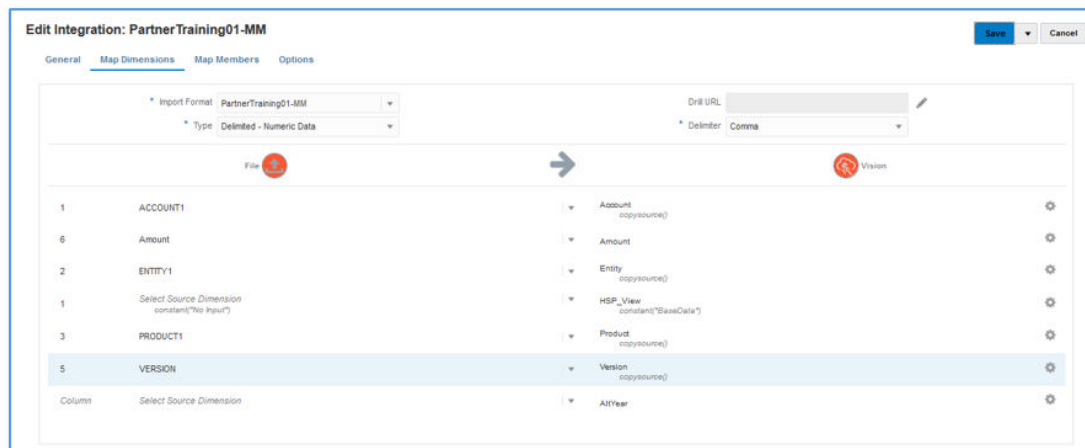 Edit Integration: PartnerTraining01-MM
Save
Cancel
General Map Dimensions Map Members Options
* Import Format PartnerTraining01-MM
Drill URL
* Type Delimited - Numeric Data
* Delimiter Comma
File
Vision
1 ACCOUNT1 Account
copysource()
6 Amount Amount
2 ENTITY1 Entity
copysource()
1 Select Source Dimension HSP_View
constant("No Input") constant("BaseData")
3 PRODUCT1 Product
copysource()
5 VERSION Version
copysource()
Column Select Source Dimension AltYear